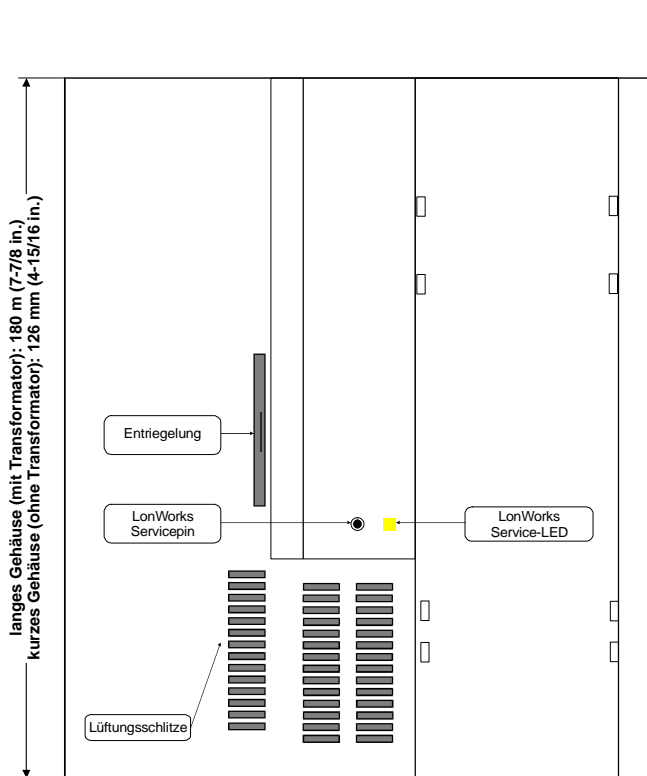 langes Gehäuse (mit Transformator): 180 m (7-7/8 in.)
kurzes Gehäuse (ohne Transformator): 126 mm (4-15/16 in.)
Entriegelung
LonWorks
Servicepin
LonWorks
Service-LED
Lüftungsschlitze